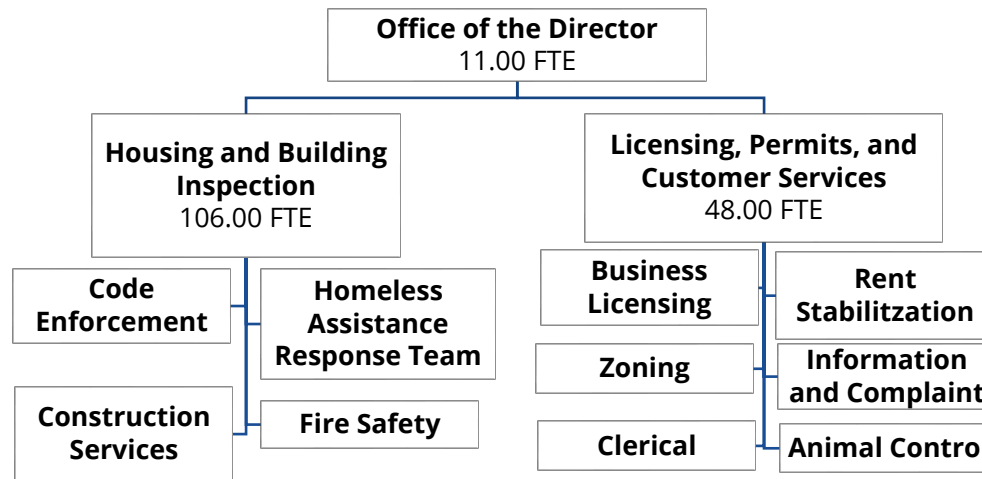 Office of the Director
11.00 FTE
Housing and Building
Inspection
106.00 FTE
Licensing, Permits, and
Customer Services
48.00 FTE
Code
Enforcement
Homeless
Assistance
Response Team
Construction
Services
Fire Safety
Business
Licensing
Rent
Stabilitzation
Zoning
Information
and Complaint
Clerical
Animal Contro